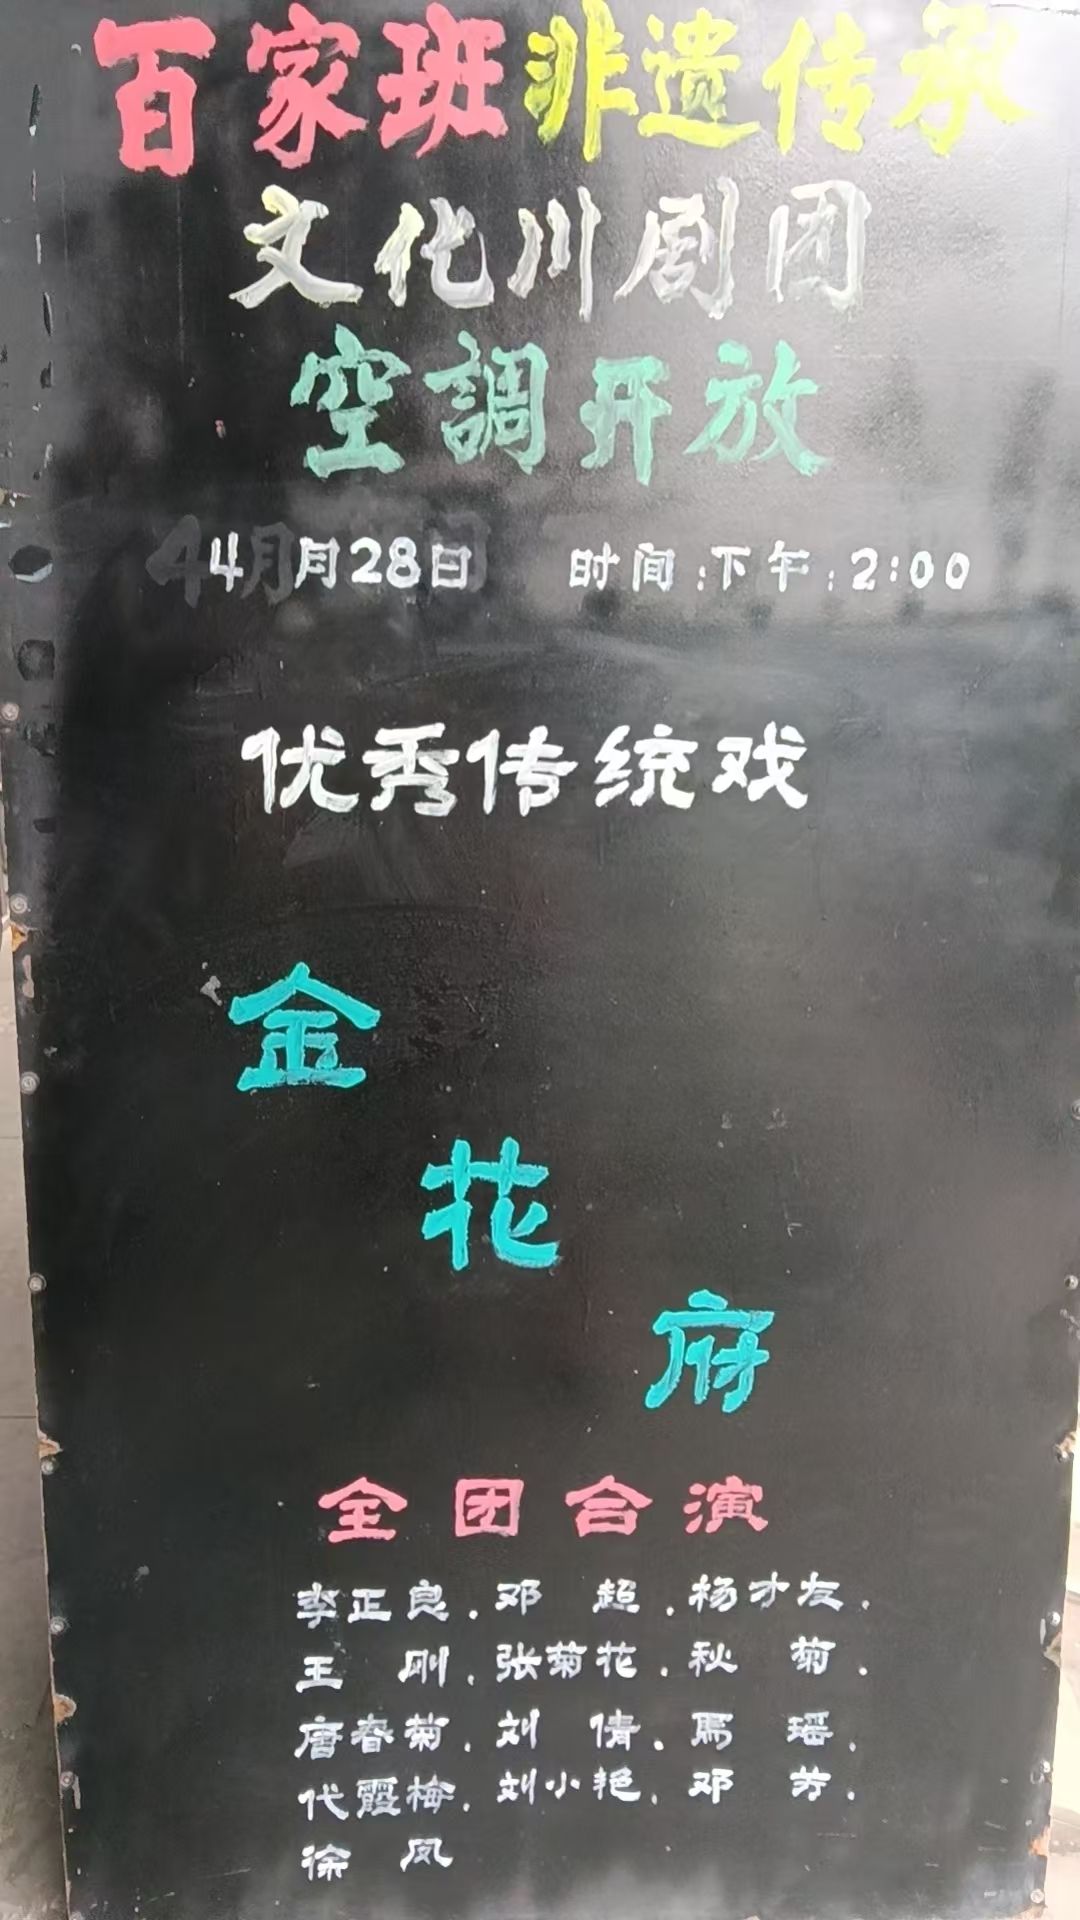 百家班非遗传承
文化川剧团
空調开放
4月28日 时间:下午:2:00
优秀传统戏
金
花
府
全团合演
李正良.邓 超.杨才友.
王 刚.张菊花.秋 菊.
唐春菊.刘 倩.馬 瑶.
代霞梅.刘小艳.邓 芳.
徐 凤